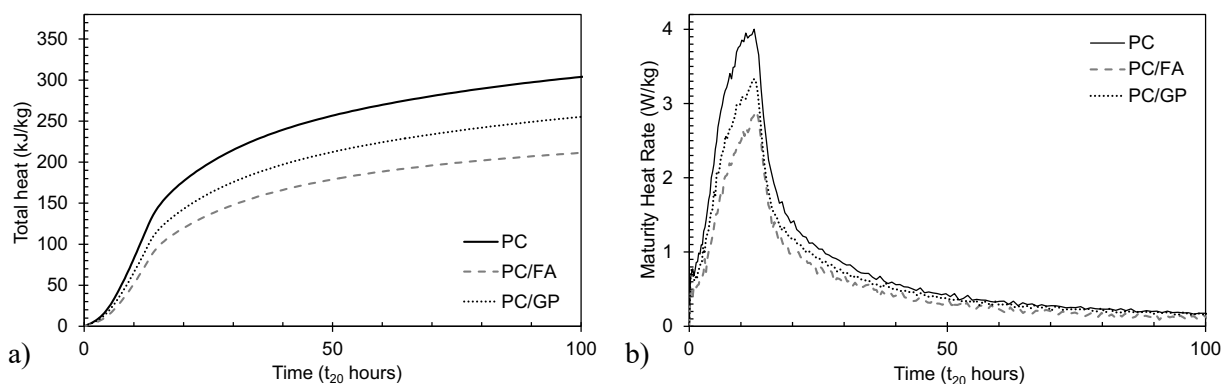 350
300
250
200
150
100
50
0
Total heat (kJ/kg)
PC
PC/FA
PC/GP
0
50
100
Time (t20 hours)
a)
4
3
2
1
0
Maturity Heat Rate (W/kg)
PC
PC/FA
PC/GP
0
50
100
Time (t20 hours)
b)